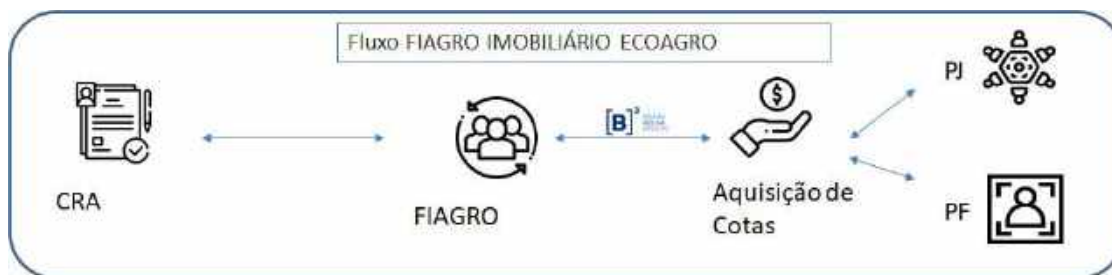 Fluxo FIAGRO IMOBILIÁRIO ECOAGRO
PJ
[B]³
CRA
FIAGRO
Aquisição de
Cotas
PF